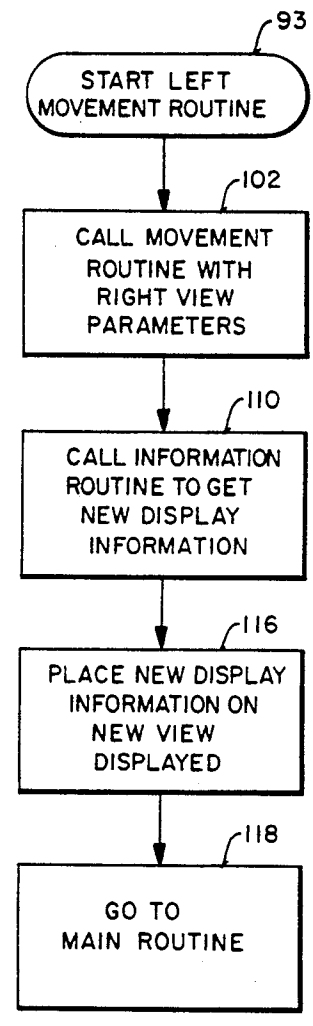 93
START LEFT
MOVEMENT ROUTINE
102
CALL MOVEMENT
ROUTINE WITH
RIGHT VIEW
PARAMETERS
110
CALL INFORMATION
ROUTINE TO GET
NEW DISPLAY
INFORMATION
116
PLACE NEW DISPLAY
INFORMATION ON
NEW VIEW
DISPLAYED
118
GO TO
MAIN ROUTINE